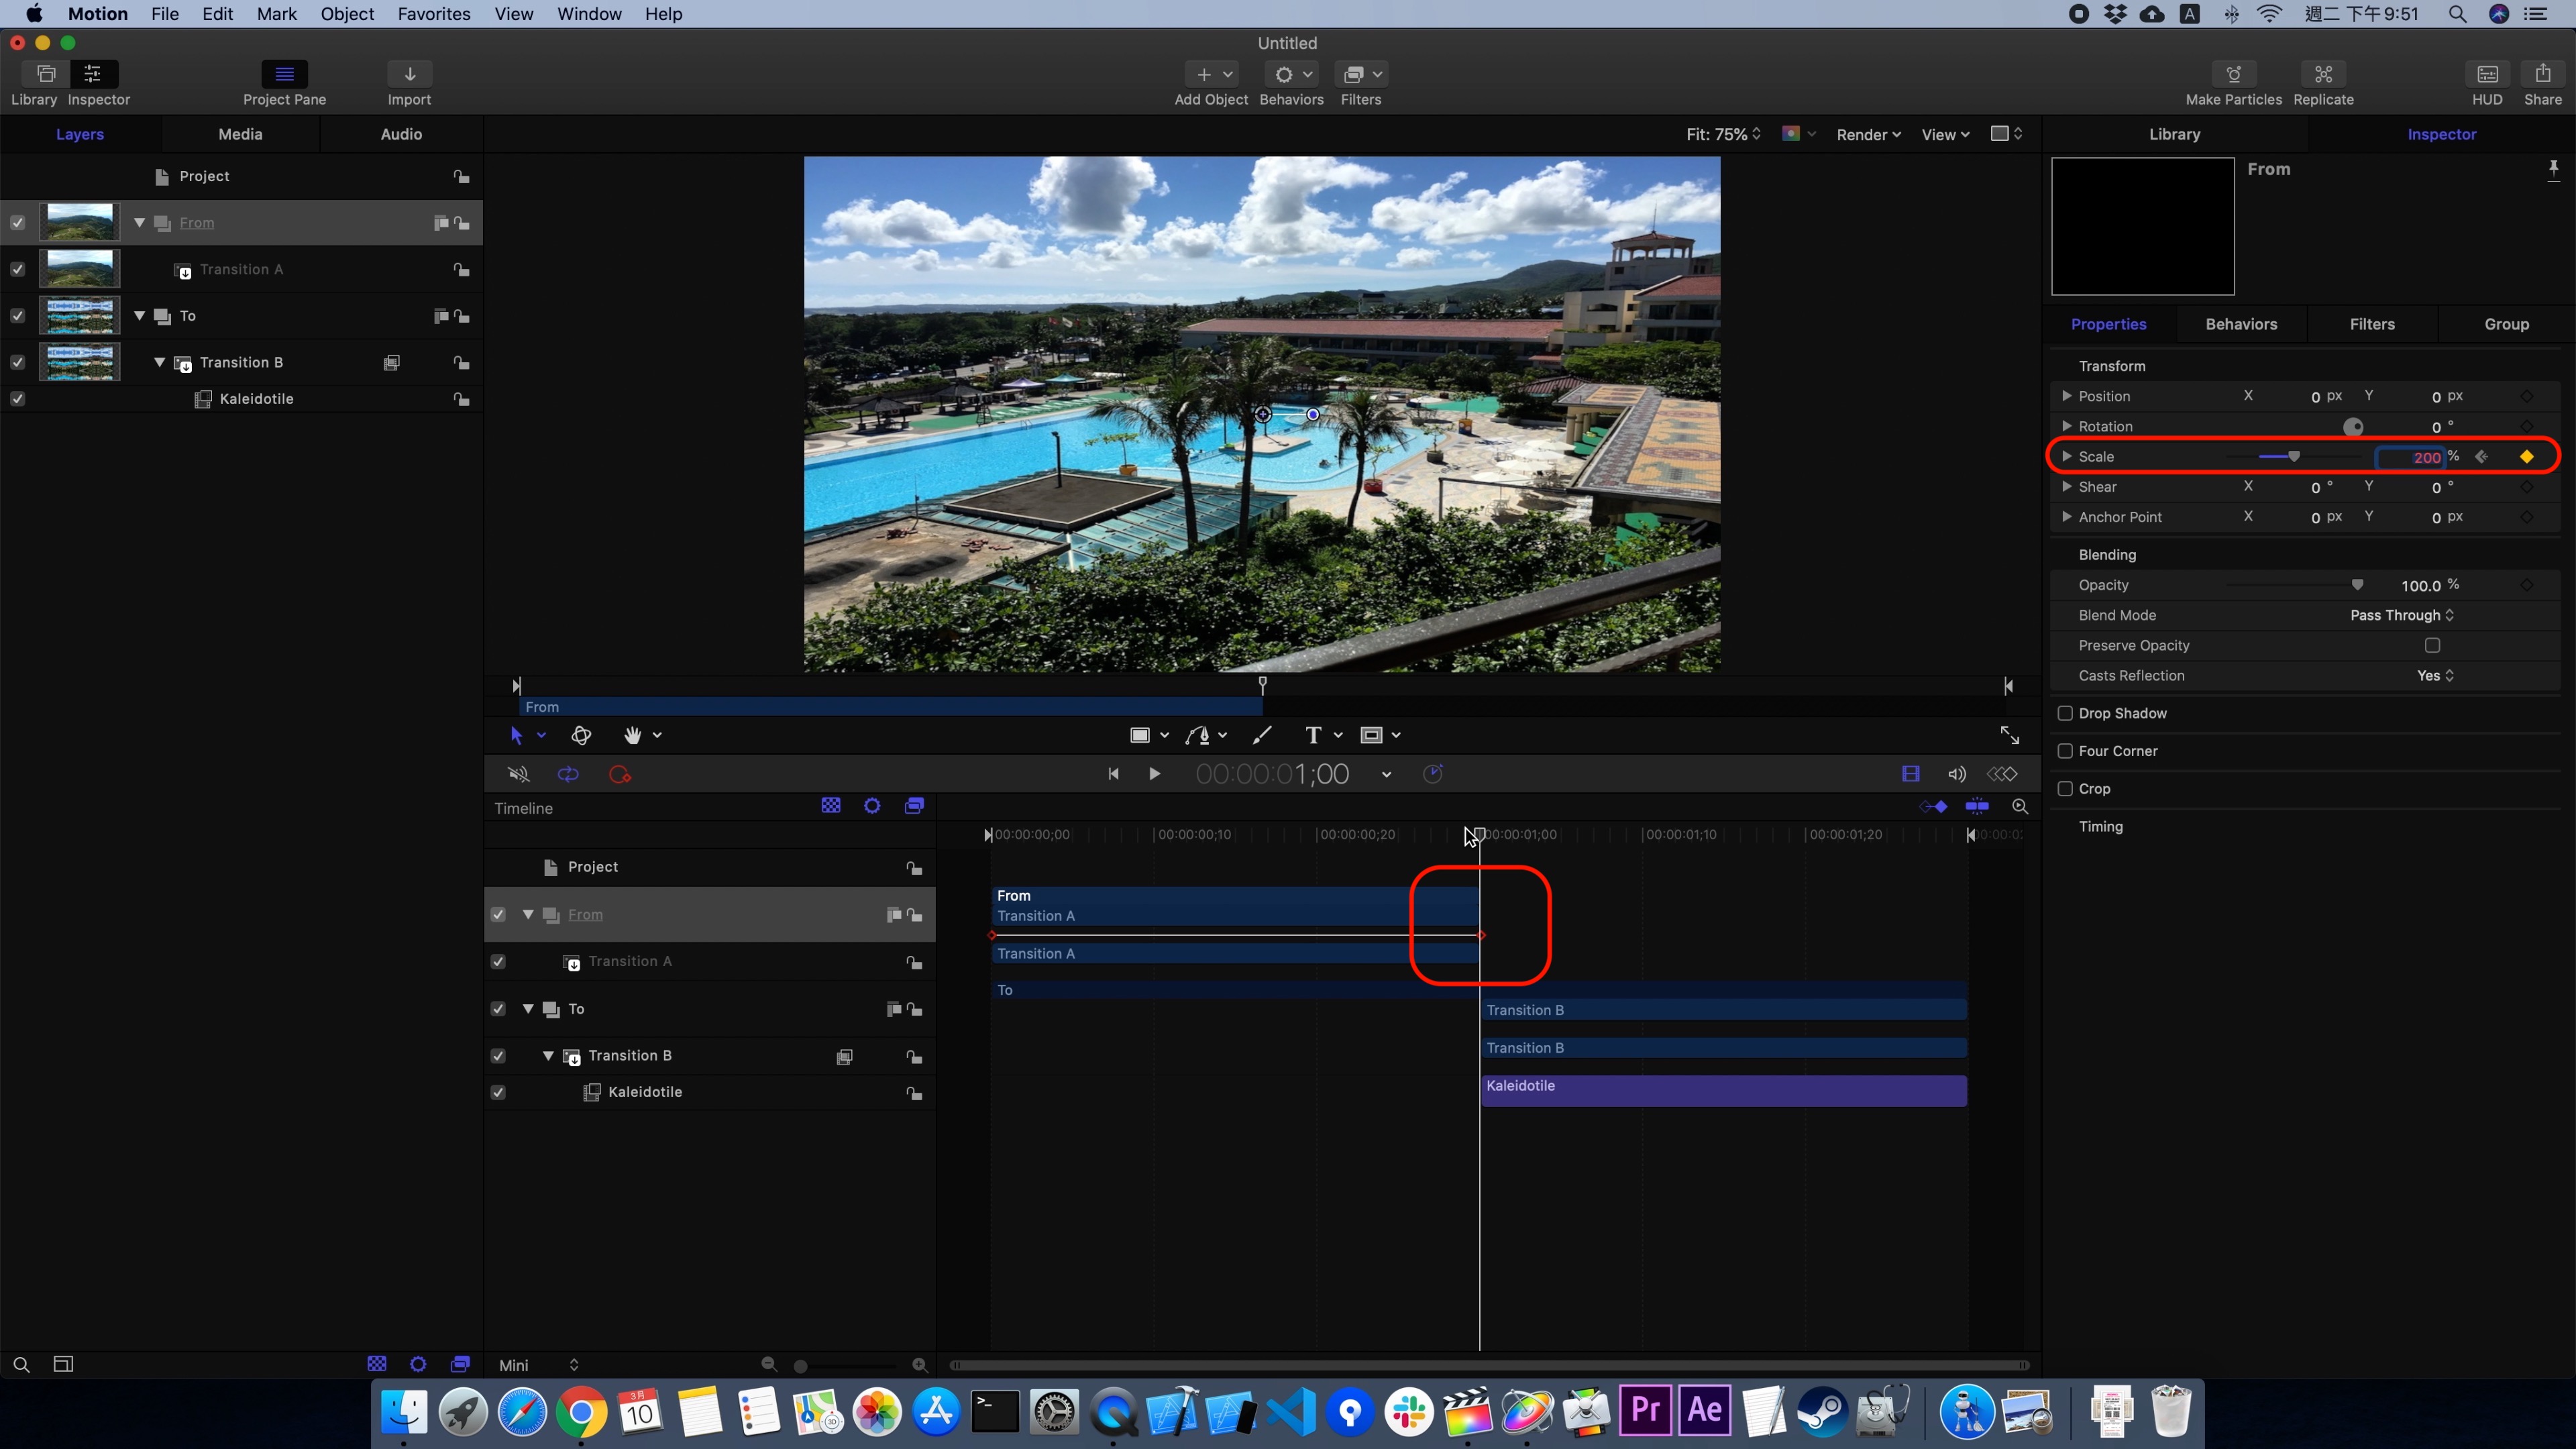 Motion File Edit Mark Object Favorites View Window Help A 週二 下午9:51
Untitled
Library Inspector Project Pane Import Add Object Behaviors Filters Make Particles Replicate HUD Share
Layers Media Audio Fit: 75% Render View Library Inspector
Project
From
From
Transition A
To
Transition B
Kaleidotile
Properties Behaviors Filters Group
Transform
Position X 0 px Y 0 px
Rotation 0 °
Scale 200 %
Shear X 0 ° Y 0 °
Anchor Point X 0 px Y 0 px
Blending
Opacity 100.0 %
Blend Mode Pass Through
Preserve Opacity
Casts Reflection Yes
Drop Shadow
Four Corner
Crop
Timing
From
T
00:00:01;00
Timeline
00:00:00;00 00:00:00;10 00:00:00;20 00:00:01;00 00:00:01;10 00:00:01;20
Project
From
Transition A
To
Transition B
Kaleidotile
From
Transition A
Transition A
To
Transition B
Transition B
Kaleidotile
Mini
3月
10
3D
Pr Ae